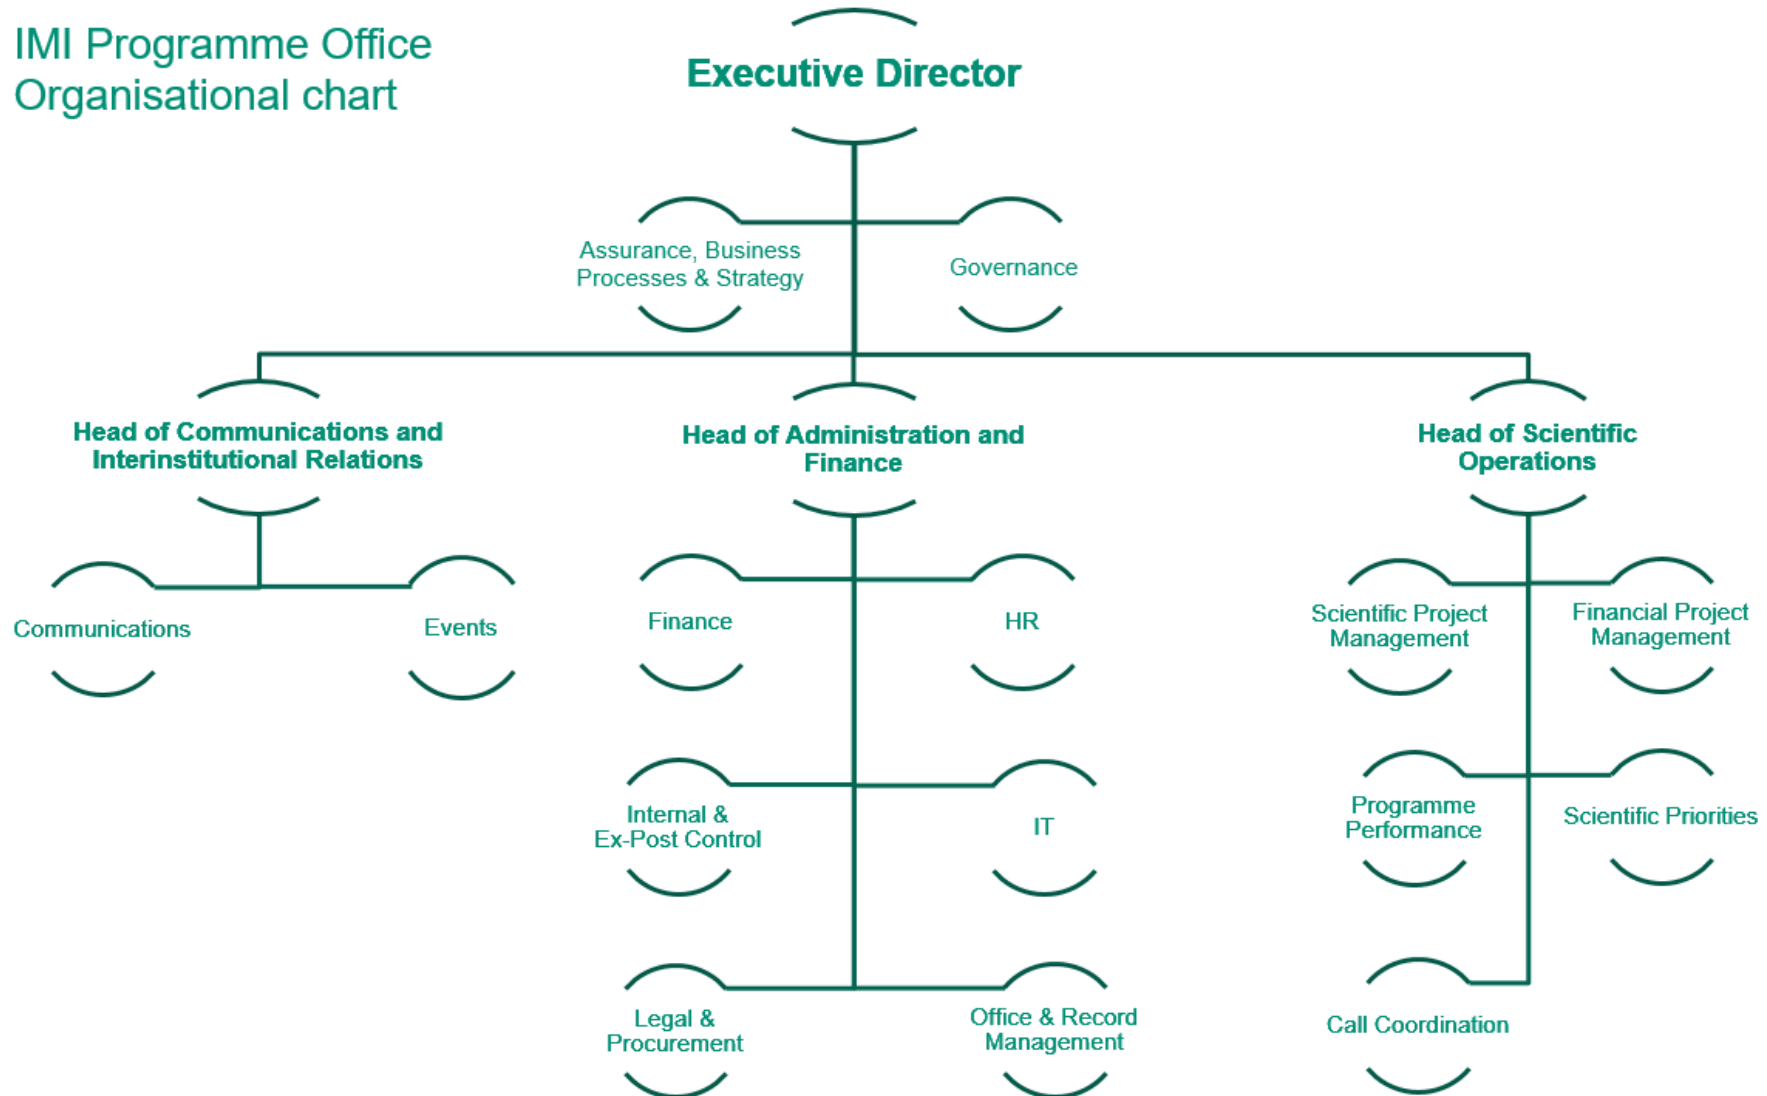 IMI Programme Office
Organisational chart
Executive Director
Assurance, Business
Processes & Strategy
Governance
Head of Communications and
Interinstitutional Relations
Head of Administration and
Finance
Head of Scientific
Operations
Communications
Events
Finance
HR
Scientific Project
Management
Financial Project
Management
Internal &
Ex-Post Control
IT
Programme
Performance
Scientific Priorities
Legal &
Procurement
Office & Record
Management
Call Coordination